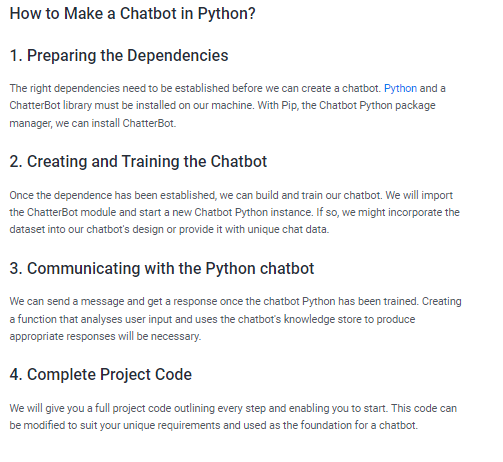 How to Make a Chatbot in Python?
1. Preparing the Dependencies
The right dependencies need to be established before we can create a chatbot. Python and a
ChatterBot library must be installed on our machine. With Pip, the Chatbot Python package
manager, we can install ChatterBot.
2. Creating and Training the Chatbot
Once the dependence has been established, we can build and train our chatbot. We will import
the ChatterBot module and start a new Chatbot Python instance. If so, we might incorporate the
dataset into our chatbot's design or provide it with unique chat data.
3. Communicating with the Python chatbot
We can send a message and get a response once the chatbot Python has been trained. Creating
a function that analyses user input and uses the chatbot's knowledge store to produce
appropriate responses will be necessary.
4. Complete Project Code
We will give you a full project code outlining every step and enabling you to start. This code can
be modified to suit your unique requirements and used as the foundation for a chatbot.